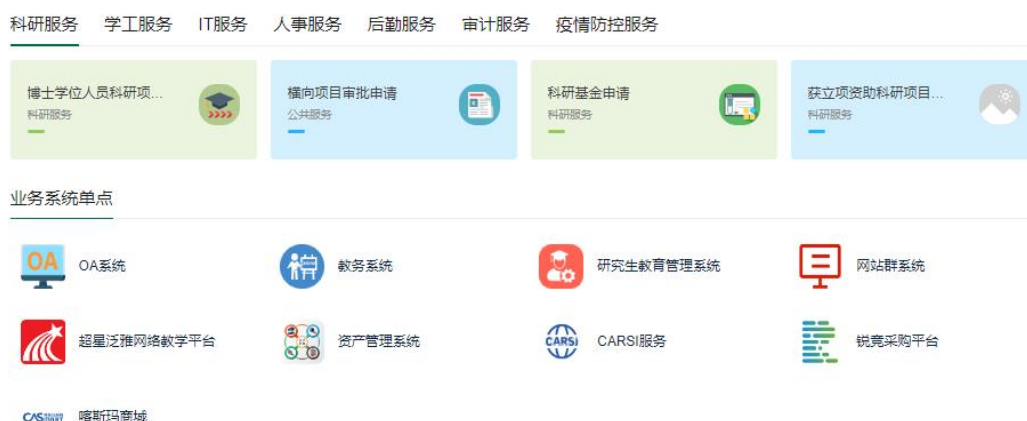 科研服务 学工服务 IT服务 人事服务 后勤服务 审计服务 疫情防控服务
博士学位人员科研项... 横向项目审批申请 科研基金申请 获立项资助科研项目...
科研服务 公共服务 科研服务 科研服务
业务系统单点
OA OA系统 教务系统 研究生教育管理系统 网站群系统
超星泛雅网络教学平台 资产管理系统 CARSI CARSI服务 锐竞采购平台
喀斯玛商城